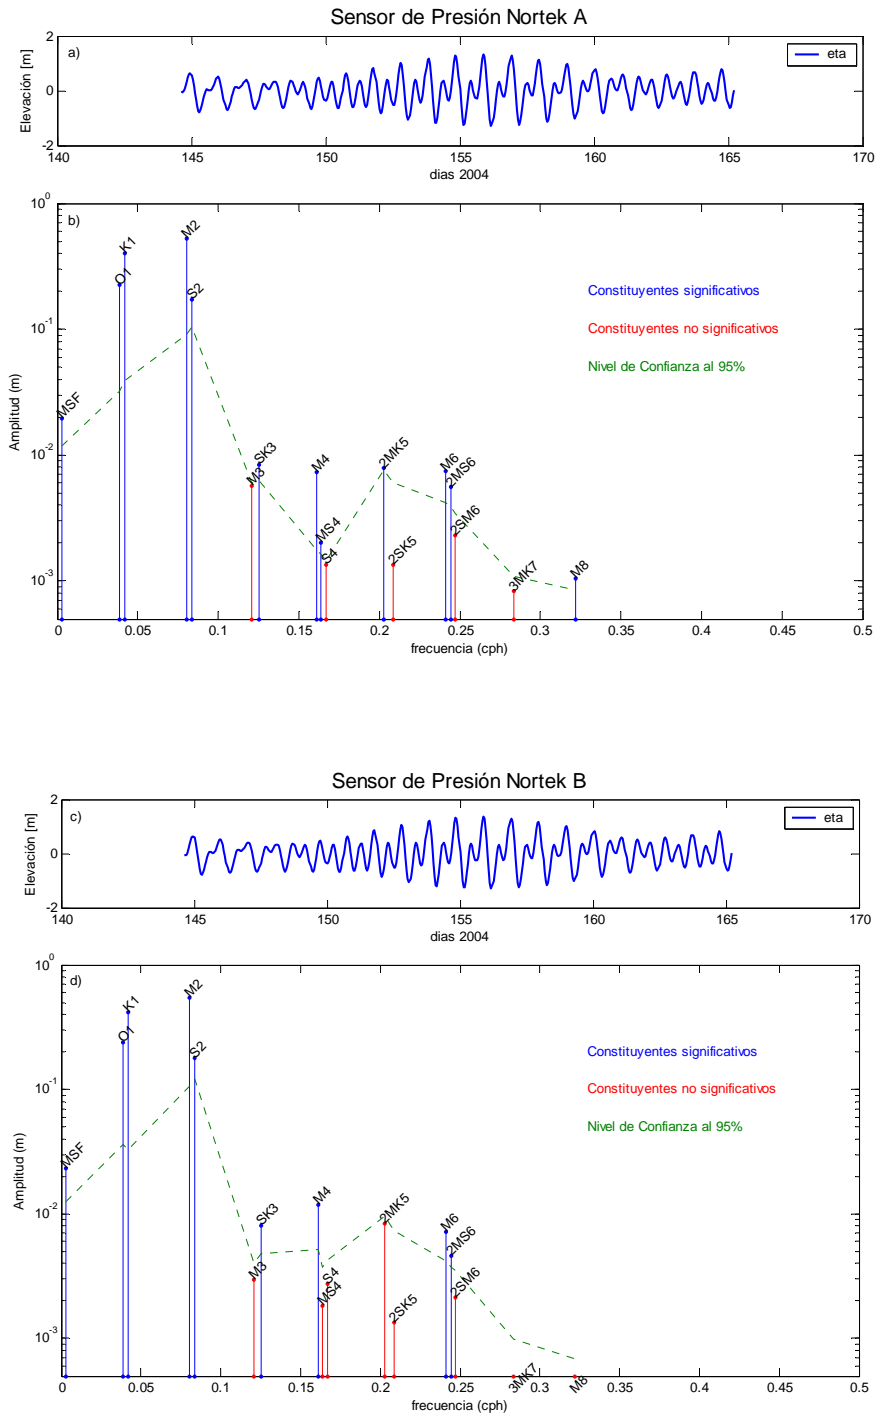 Sensor de Presión Nortek A
a)
eta
Elevación [m]
2
0
-2
140 145 150 155 160 165 170
dias 2004
b)
Amplitud (m)
10^0
10^-1
10^-2
10^-3
MSF O1 K1 M2 S2 M3 SK3 M4 MS4 S4 2MK5 2SK5 M6 2MS6 2SM6 3MK7 M8
Constituyentes significativos
Constituyentes no significativos
Nivel de Confianza al 95%
0 0.05 0.1 0.15 0.2 0.25 0.3 0.35 0.4 0.45 0.5
frecuencia (cph)
Sensor de Presión Nortek B
c)
eta
Elevación [m]
2
0
-2
140 145 150 155 160 165 170
dias 2004
d)
Amplitud (m)
10^0
10^-1
10^-2
10^-3
MSF O1 K1 M2 S2 M3 SK3 M4 MS4 S4 2MK5 2SK5 M6 2MS6 2SM6 3MK7 M8
Constituyentes significativos
Constituyentes no significativos
Nivel de Confianza al 95%
0 0.05 0.1 0.15 0.2 0.25 0.3 0.35 0.4 0.45 0.5
frecuencia (cph)